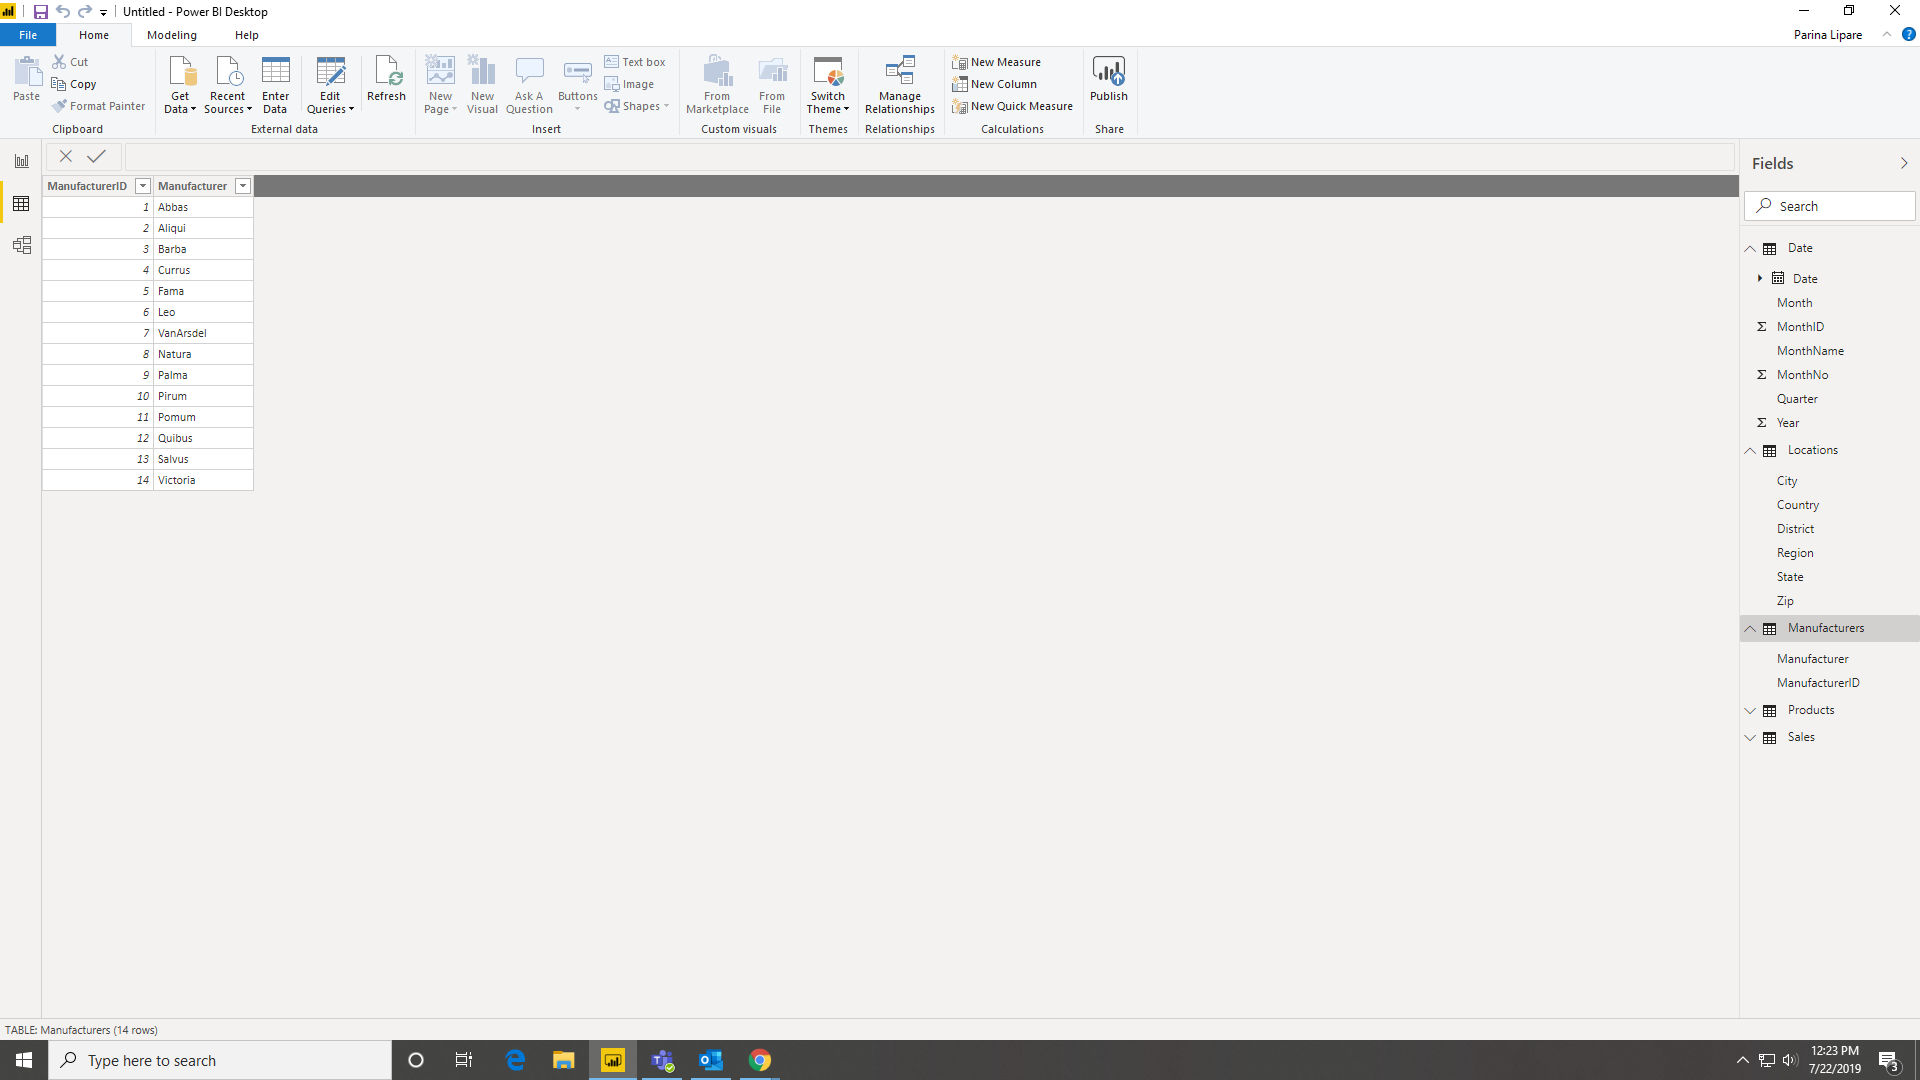 Untitled - Power BI Desktop
File Home Modeling Help Parina Lipare
Paste Cut Copy Format Painter Clipboard
Get Data Recent Sources Enter Data Edit Queries Refresh External data
New Page New Visual Ask A Question Buttons Text box Image Shapes Insert
From Marketplace From File Custom visuals
Switch Theme Themes
Manage Relationships Relationships
New Measure New Column New Quick Measure Calculations
Publish Share
ManufacturerID Manufacturer
1 Abbas
2 Aliqui
3 Barba
4 Currus
5 Fama
6 Leo
7 VanArsdel
8 Natura
9 Palma
10 Pirum
11 Pomum
12 Quibus
13 Salvus
14 Victoria
Fields
Search
Date
Date
Month
Σ MonthID
MonthName
Σ MonthNo
Quarter
Σ Year
Locations
City
Country
District
Region
State
Zip
Manufacturers
Manufacturer
ManufacturerID
Products
Sales
TABLE: Manufacturers (14 rows)
Type here to search
12:23 PM
7/22/2019
3